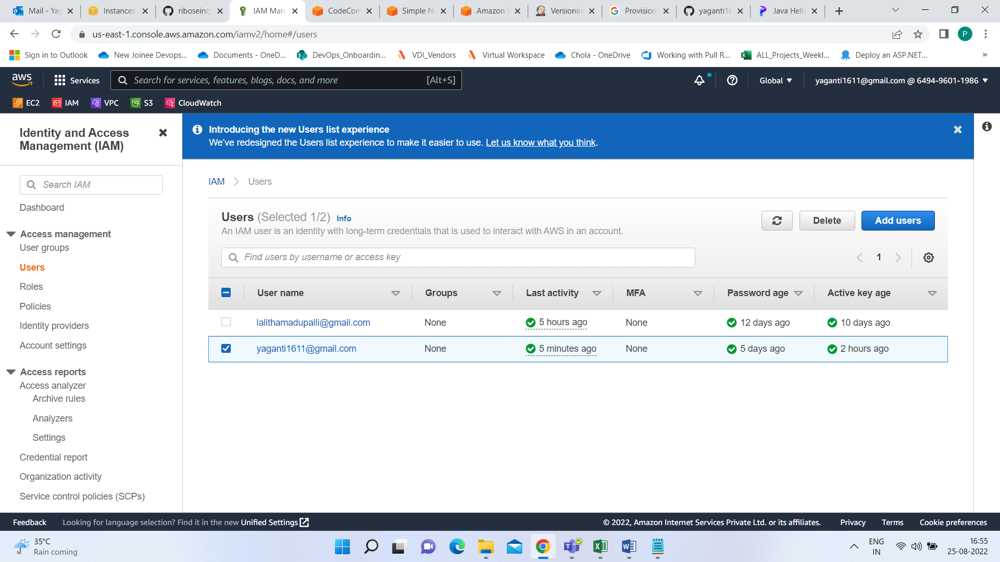 Mail - Yag
Instances
riboseinc/
IAM Man
CodeCom
Simple N
Amazon S
Versionin
Provision
yaganti16
Java Hello
us-east-1.console.aws.amazon.com/iamv2/home#/users
P
Sign in to Outlook
New Joinee Devops...
Documents - OneD...
DevOps_Onboardin...
VDI_Vendors
Virtual Workspace
Chola - OneDrive
Working with Pull R...
ALL_Projects_Weekl...
Deploy an ASP.NET...
»
aws
Services
Search for services, features, blogs, docs, and more
[Alt+S]
Global
yaganti1611@gmail.com @ 6494-9601-1986
EC2
IAM
VPC
S3
CloudWatch
Identity and Access
Management (IAM)
Search IAM
Dashboard
Access management
User groups
Users
Roles
Policies
Identity providers
Account settings
Access reports
Access analyzer
Archive rules
Analyzers
Settings
Credential report
Organization activity
Service control policies (SCPs)
Introducing the new Users list experience
We've redesigned the Users list experience to make it easier to use. Let us know what you think.
IAM
Users
Users (Selected 1/2) Info
An IAM user is an identity with long-term credentials that is used to interact with AWS in an account.
Delete
Add users
Find users by username or access key
1
User name
Groups
Last activity
MFA
Password age
Active key age
lalithamadupalli@gmail.com
None
5 hours ago
None
12 days ago
10 days ago
yaganti1611@gmail.com
None
5 minutes ago
None
5 days ago
2 hours ago
Feedback
Looking for language selection? Find it in the new Unified Settings
© 2022, Amazon Internet Services Private Ltd. or its affiliates.
Privacy
Terms
Cookie preferences
35°C
Rain coming
ENG
IN
16:55
25-08-2022